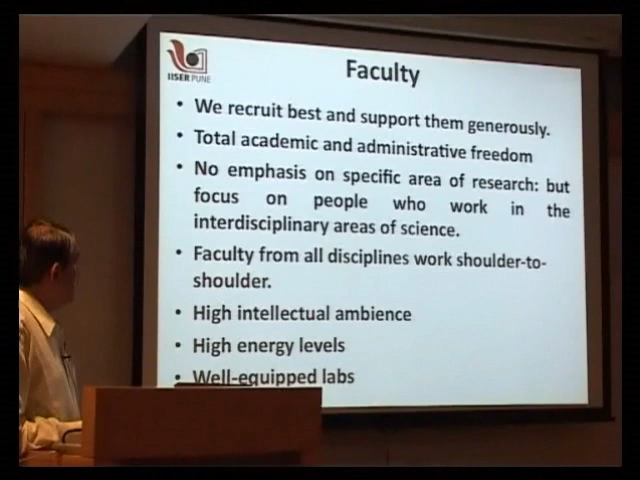 IISER PUNE
Faculty
• We recruit best and support them generously.
• Total academic and administrative freedom
• No emphasis on specific area of research: but
focus on people who work in the
interdisciplinary areas of science.
• Faculty from all disciplines work shoulder-to-
shoulder.
• High intellectual ambience
• High energy levels
• Well-equipped labs